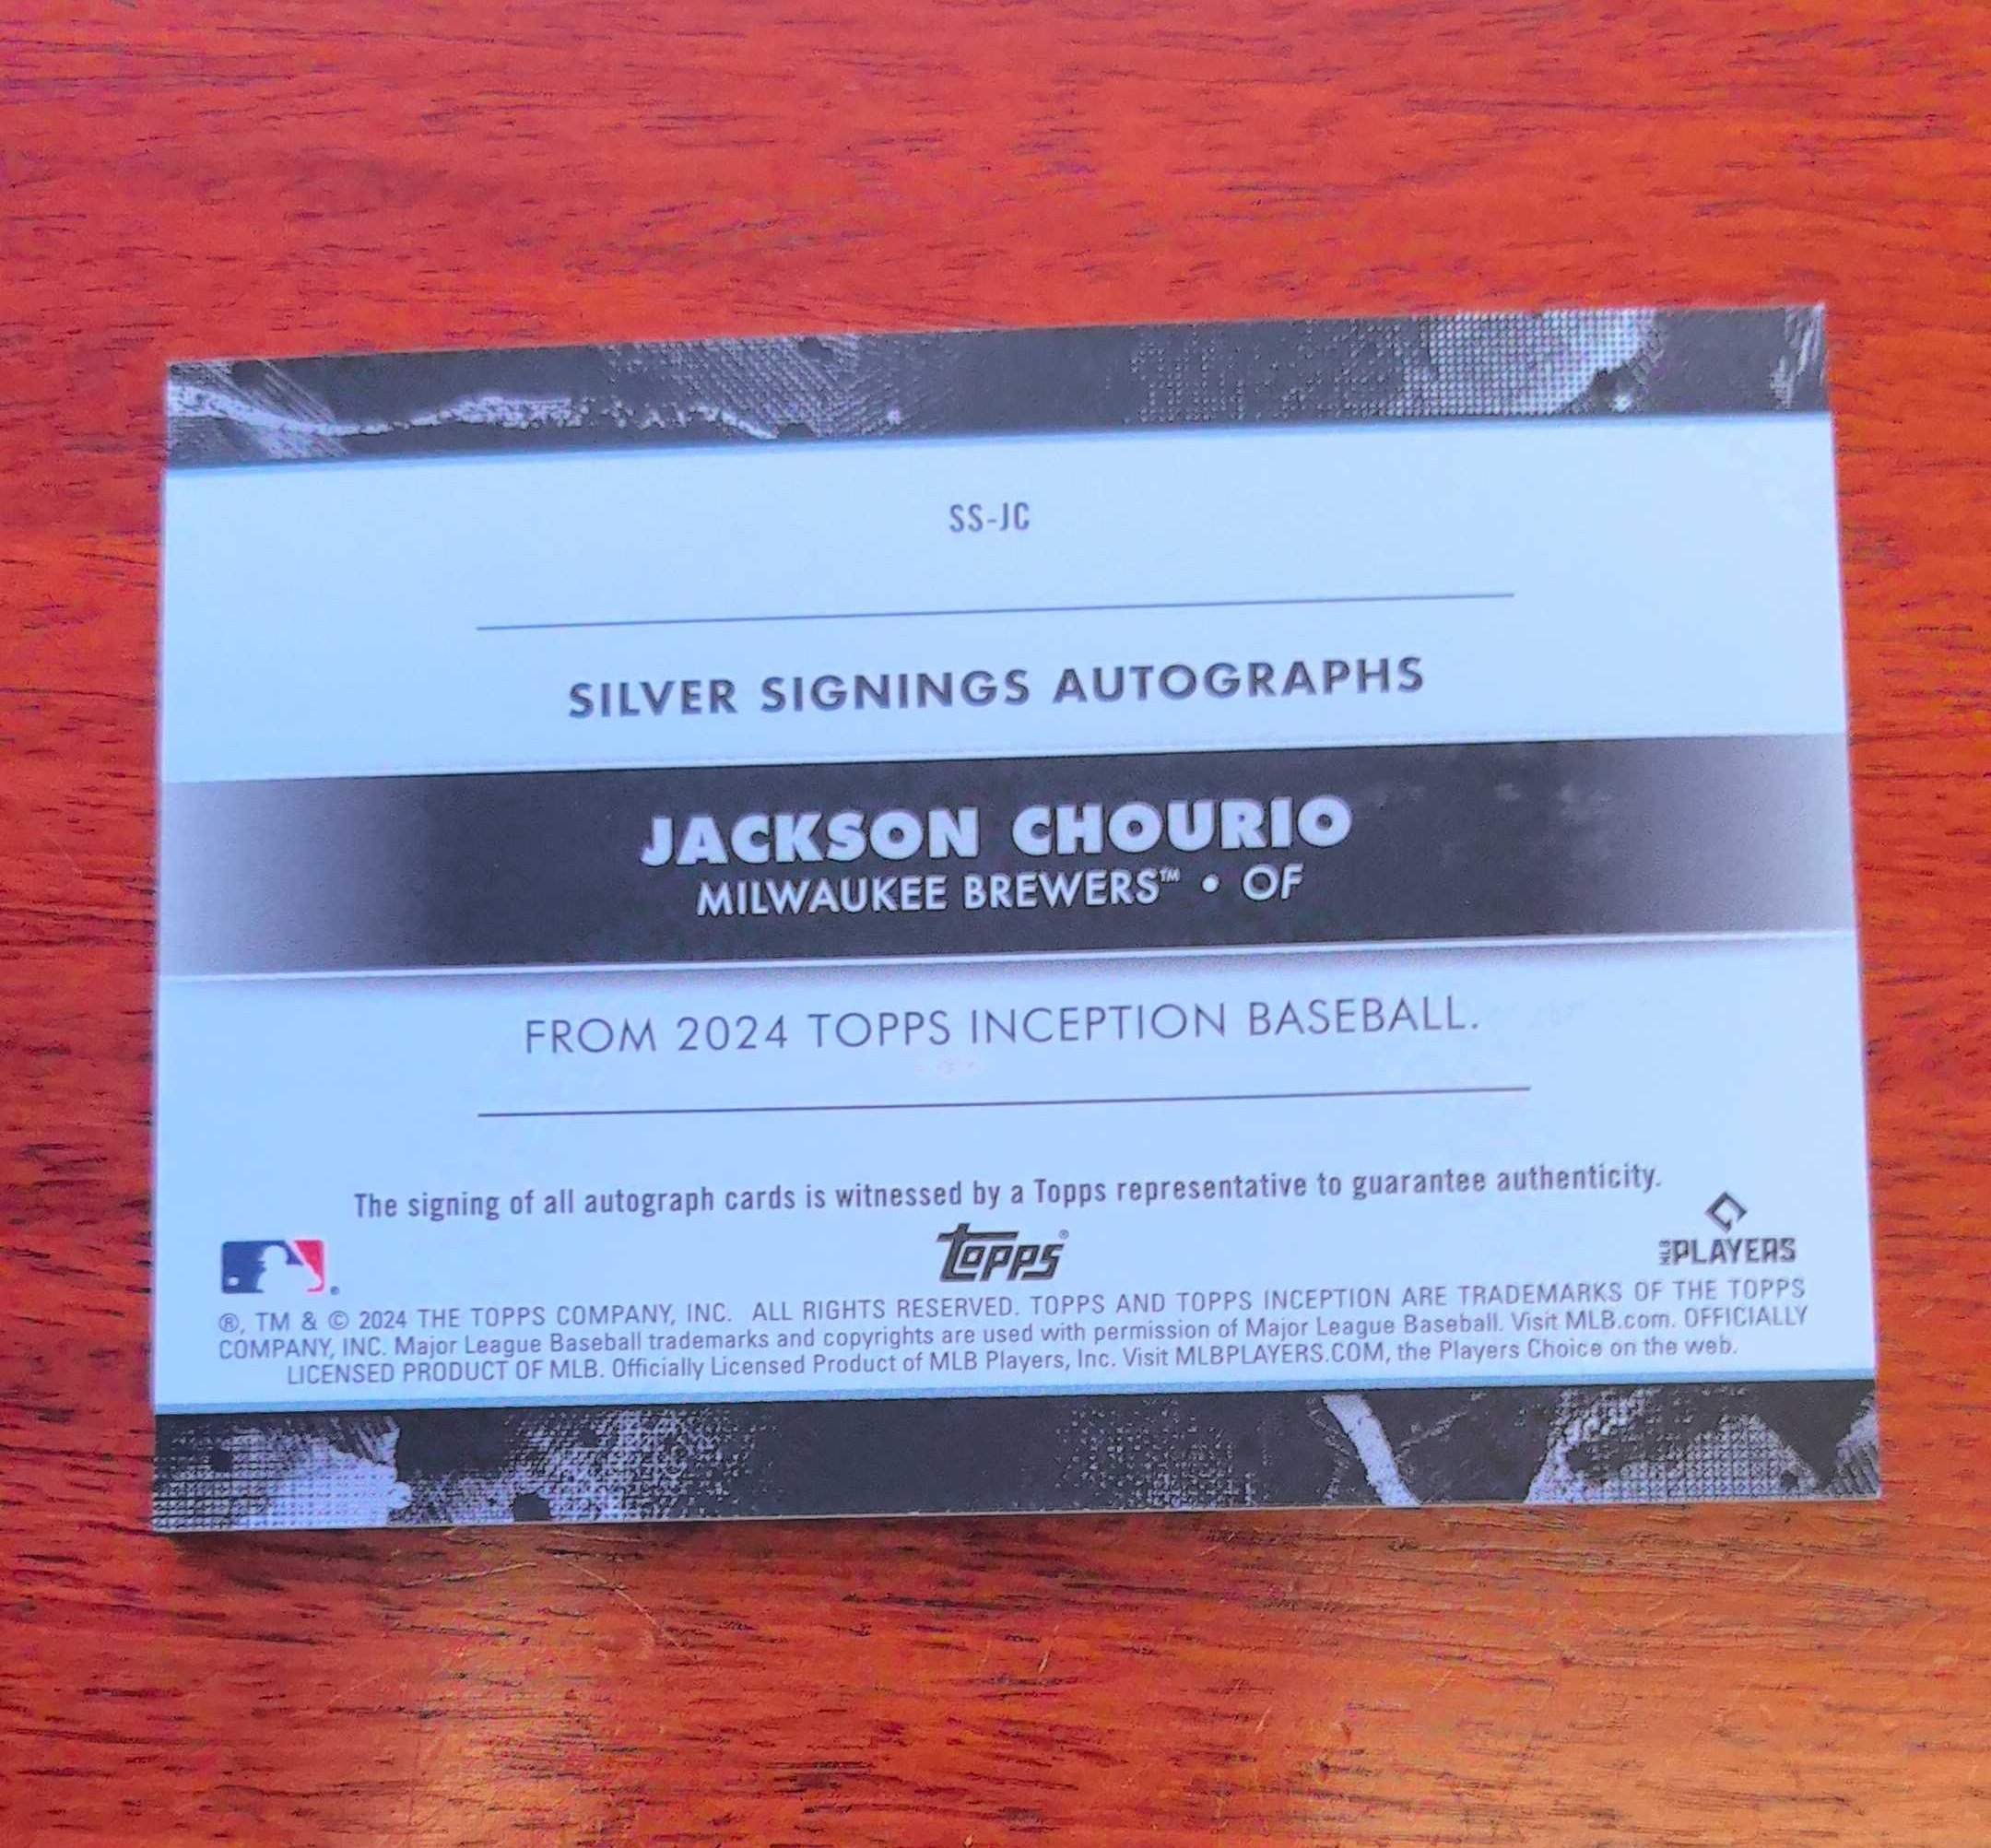 SS-JC
SILVER SIGNINGS AUTOGRAPHS
JACKSON CHOURIO
MILWAUKEE BREWERS™ • OF
FROM 2024 TOPPS INCEPTION BASEBALL.
The signing of all autograph cards is witnessed by a Topps representative to guarantee authenticity.
topps®
MLB PLAYERS
®, TM & © 2024 THE TOPPS COMPANY, INC. ALL RIGHTS RESERVED. TOPPS AND TOPPS INCEPTION ARE TRADEMARKS OF THE TOPPS
COMPANY, INC. Major League Baseball trademarks and copyrights are used with permission of Major League Baseball. Visit MLB.com. OFFICIALLY
LICENSED PRODUCT OF MLB. Officially Licensed Product of MLB Players, Inc. Visit MLBPLAYERS.COM, the Players Choice on the web.